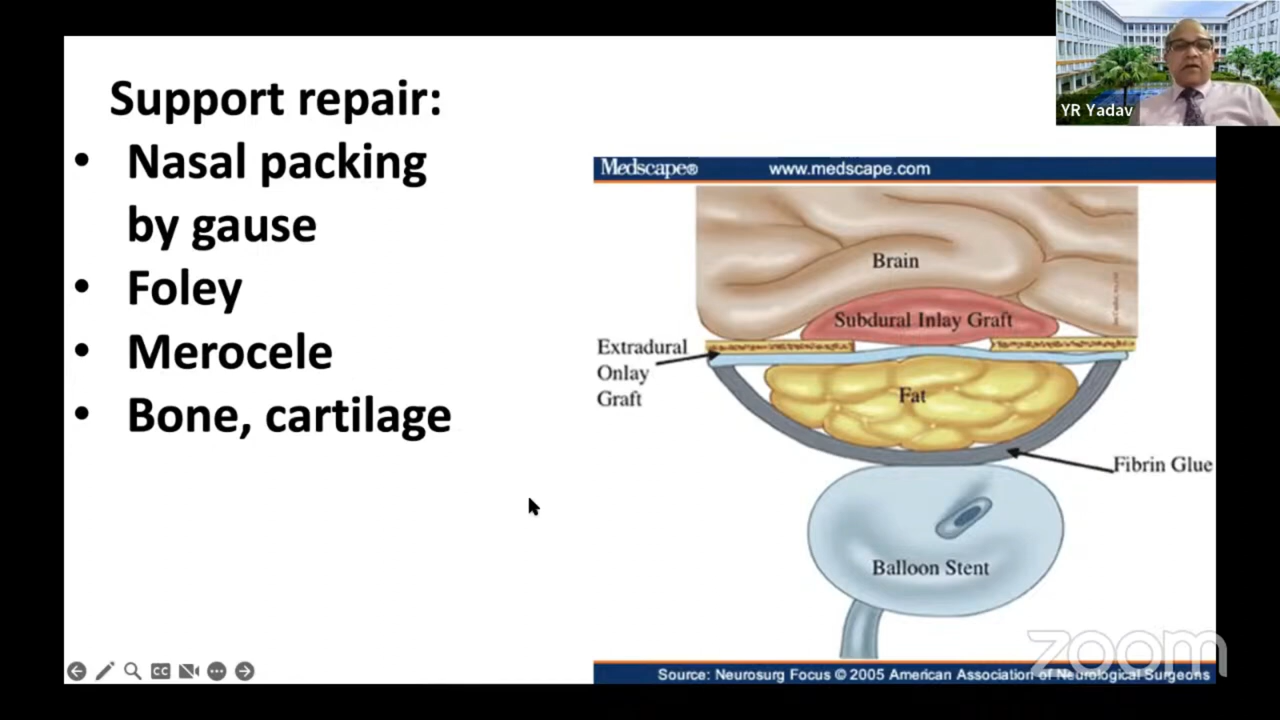 Support repair:
• Nasal packing
by gause
• Foley
• Merocele
• Bone, cartilage
YR Yadav
Medscape® www.medscape.com
Brain
Subdural Inlay Graft
Extradural
Onlay
Graft
Fat
Fibrin Glue
Balloon Stent
zoom
Source: Neurosurg Focus © 2005 American Association of Neurological Surgeons
CC